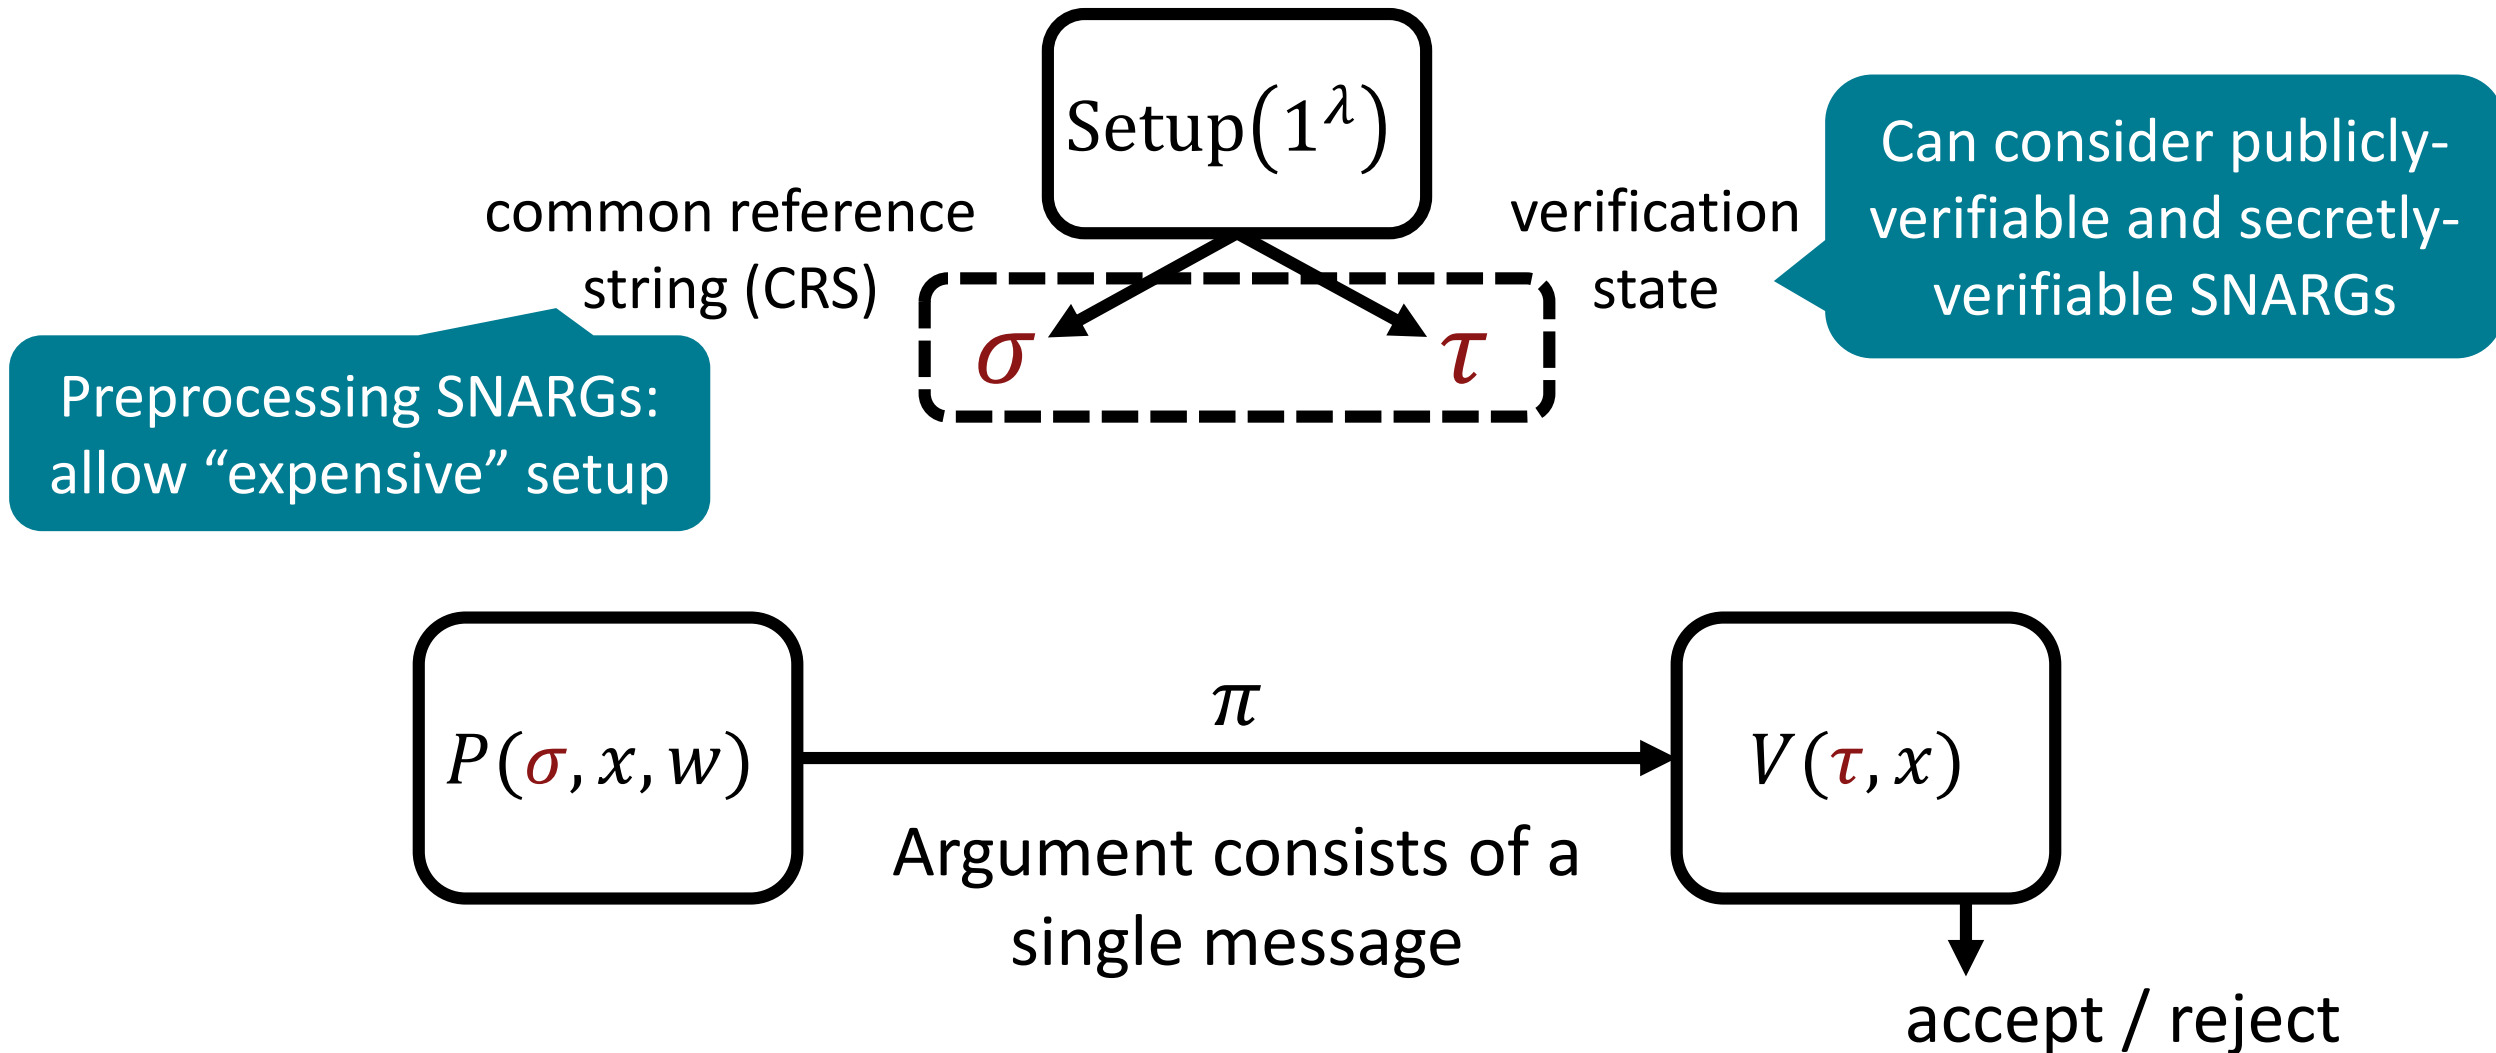 Setup(1^λ)
common reference
string (CRS)
verification
state
Can consider publicly-
verifiable and secretly-
verifiable SNARGs
σ
τ
Preprocessing SNARGs:
allow “expensive” setup
P(σ, x, w)
π
V(τ, x)
Argument consists of a
single message
accept / reject